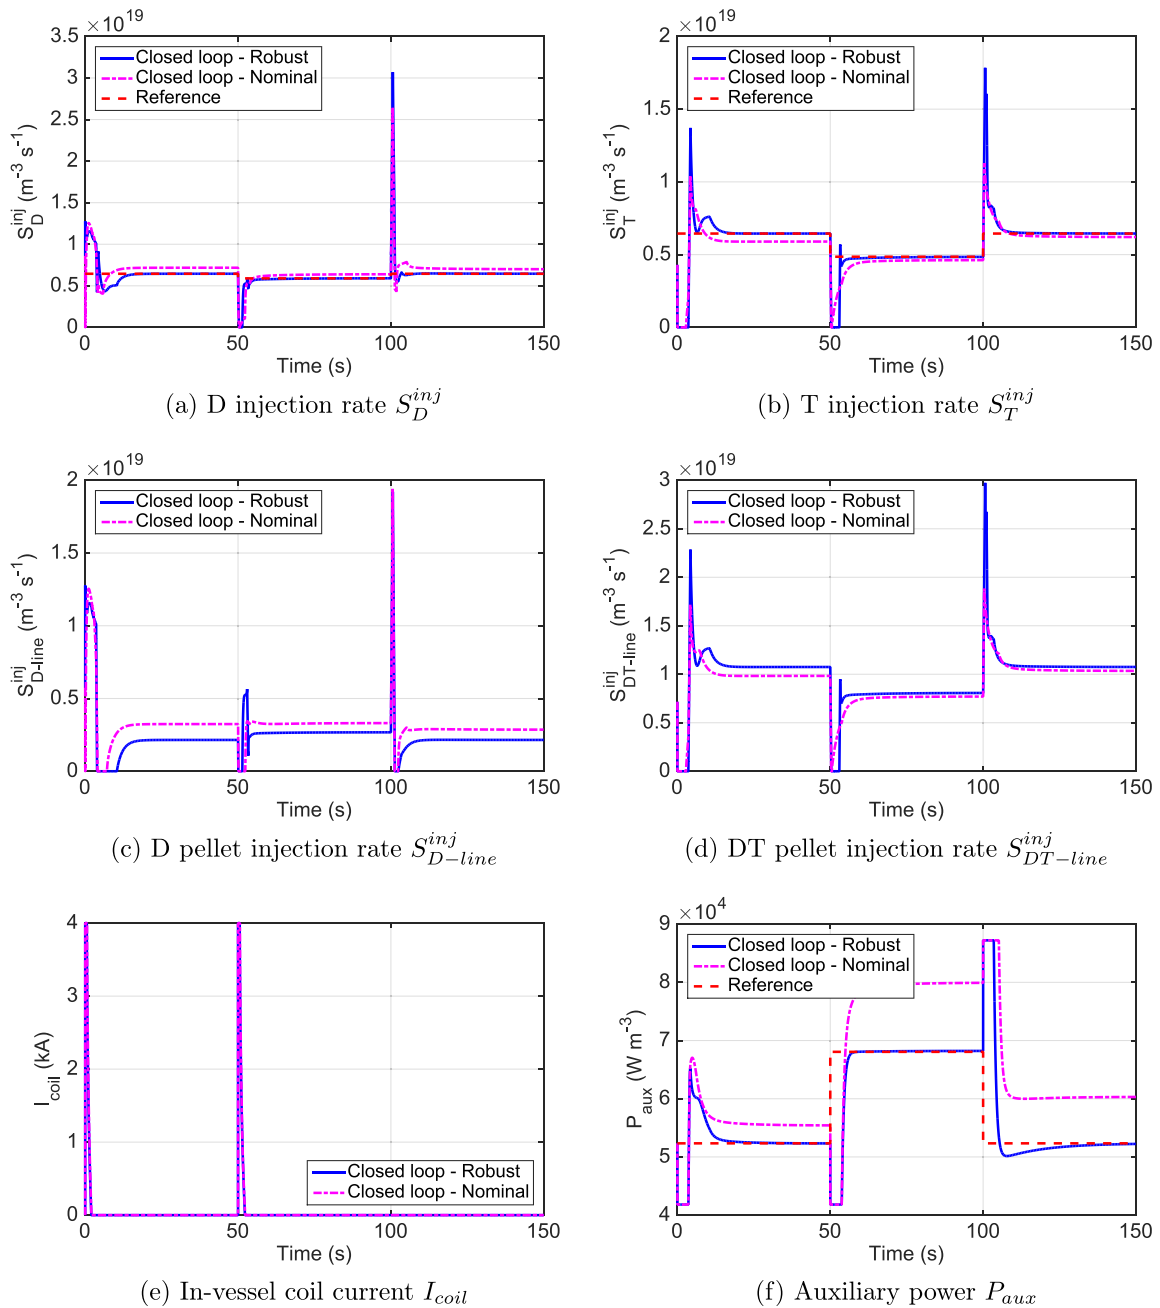 ×10^19
3.5
3
2.5
2
1.5
1
0.5
0
S_D^inj (m^-3 s^-1)
Closed loop - Robust
Closed loop - Nominal
Reference
0 50 100 150
Time (s)
(a) D injection rate S_D^inj
×10^19
2
1.5
1
0.5
0
S_T^inj (m^-3 s^-1)
Closed loop - Robust
Closed loop - Nominal
Reference
0 50 100 150
Time (s)
(b) T injection rate S_T^inj
×10^19
2
1.5
1
0.5
0
S_D-line^inj (m^-3 s^-1)
Closed loop - Robust
Closed loop - Nominal
0 50 100 150
Time (s)
(c) D pellet injection rate S_D−line^inj
×10^19
3
2.5
2
1.5
1
0.5
0
S_DT-line^inj (m^-3 s^-1)
Closed loop - Robust
Closed loop - Nominal
0 50 100 150
Time (s)
(d) DT pellet injection rate S_DT−line^inj
4
3
2
1
0
I_coil (kA)
Closed loop - Robust
Closed loop - Nominal
0 50 100 150
Time (s)
(e) In-vessel coil current I_coil
×10^4
9
8
7
6
5
4
P_aux (W m^-3)
Closed loop - Robust
Closed loop - Nominal
Reference
0 50 100 150
Time (s)
(f) Auxiliary power P_aux